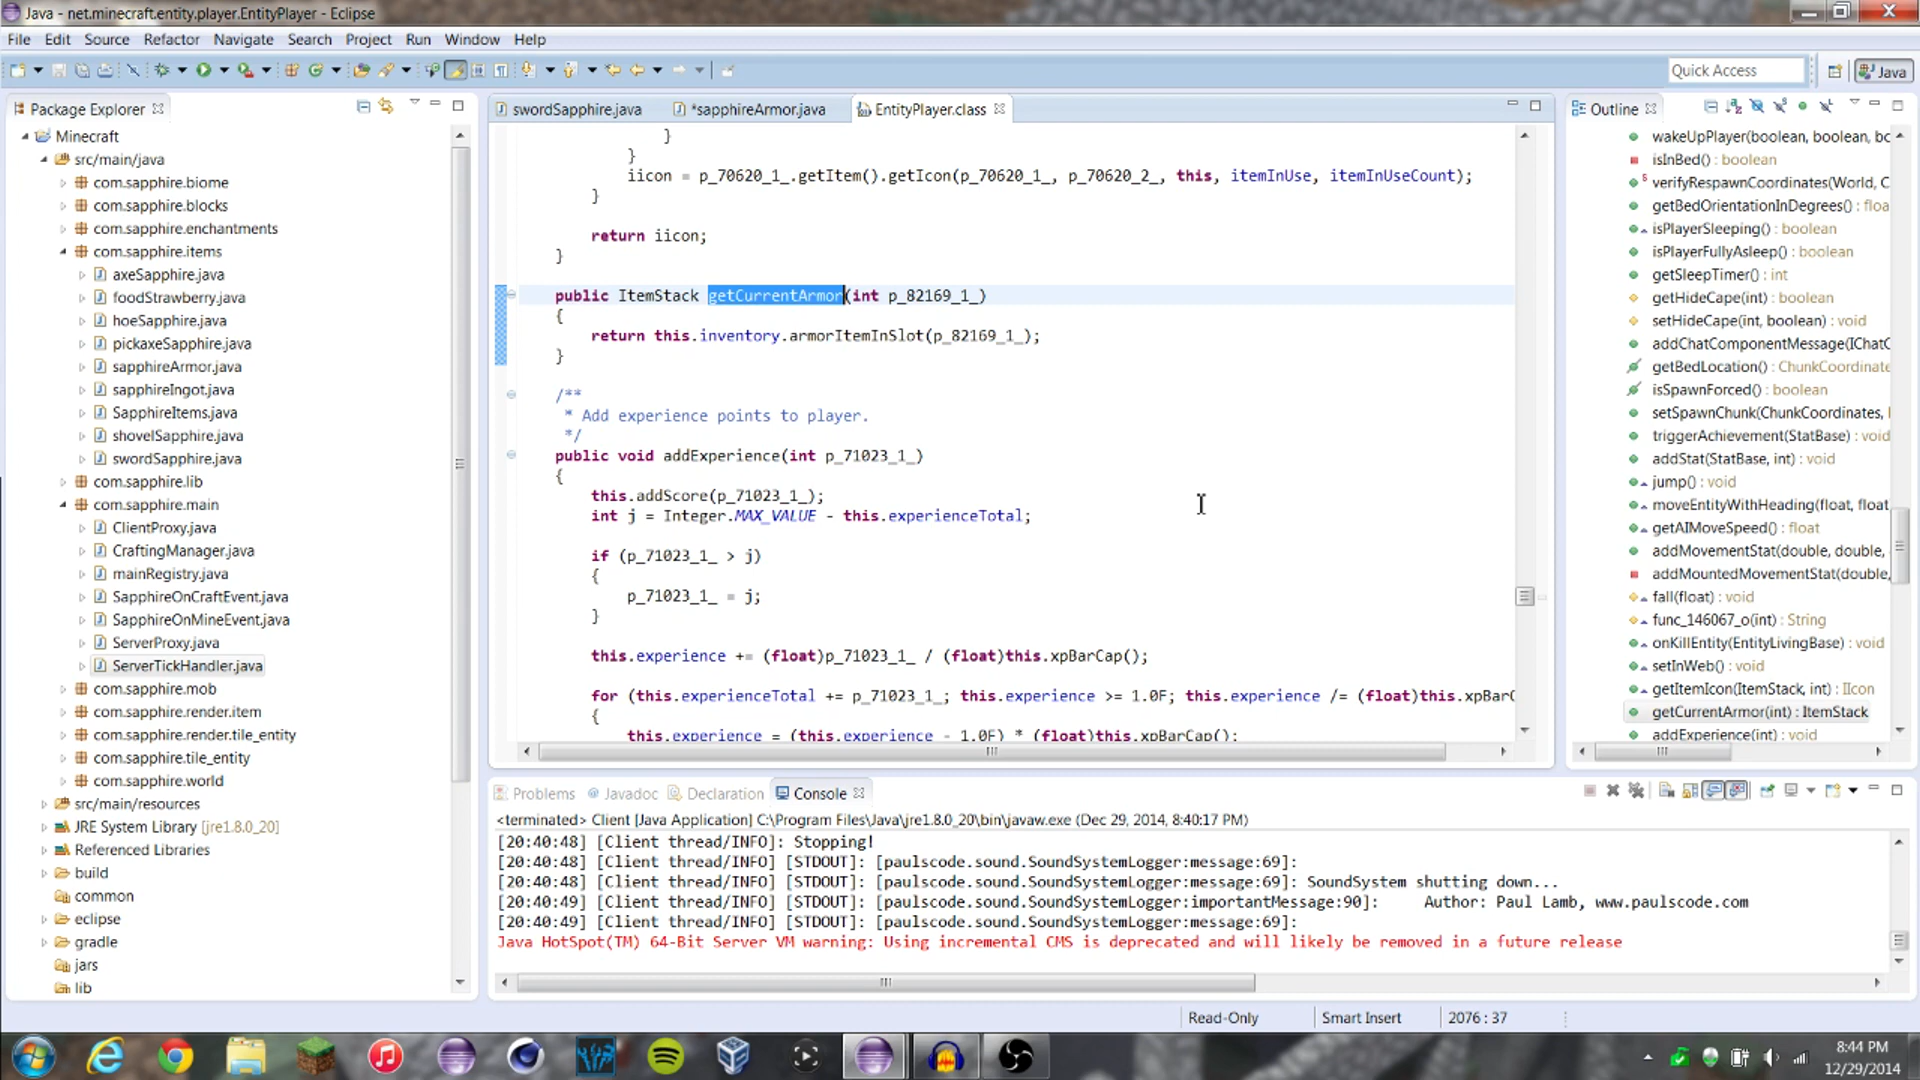 Java - net.minecraft.entity.player.EntityPlayer - Eclipse
File Edit Source Refactor Navigate Search Project Run Window Help
Quick Access
Java
Package Explorer
Minecraft
src/main/java
com.sapphire.biome
com.sapphire.blocks
com.sapphire.enchantments
com.sapphire.items
axeSapphire.java
foodStrawberry.java
hoeSapphire.java
pickaxeSapphire.java
sapphireArmor.java
sapphireIngot.java
SapphireItems.java
shovelSapphire.java
swordSapphire.java
com.sapphire.lib
com.sapphire.main
ClientProxy.java
CraftingManager.java
mainRegistry.java
SapphireOnCraftEvent.java
SapphireOnMineEvent.java
ServerProxy.java
ServerTickHandler.java
com.sapphire.mob
com.sapphire.render.item
com.sapphire.render.tile_entity
com.sapphire.tile_entity
com.sapphire.world
src/main/resources
JRE System Library [jre1.8.0_20]
Referenced Libraries
build
common
eclipse
gradle
jars
lib
swordSapphire.java *sapphireArmor.java EntityPlayer.class
}
}
iicon = p_70620_1_.getItem().getIcon(p_70620_1_, p_70620_2_, this, itemInUse, itemInUseCount);
}
return iicon;
}
public ItemStack getCurrentArmor(int p_82169_1_)
{
return this.inventory.armorItemInSlot(p_82169_1_);
}
/**
* Add experience points to player.
*/
public void addExperience(int p_71023_1_)
{
this.addScore(p_71023_1_);
int j = Integer.MAX_VALUE - this.experienceTotal;
if (p_71023_1_ > j)
{
p_71023_1_ = j;
}
this.experience += (float)p_71023_1_ / (float)this.xpBarCap();
for (this.experienceTotal += p_71023_1_; this.experience >= 1.0F; this.experience /= (float)this.xpBarC
{
this.experience = (this.experience - 1.0F) * (float)this.xpBarCap();
Outline
wakeUpPlayer(boolean, boolean, bc
isInBed() : boolean
verifyRespawnCoordinates(World, C
getBedOrientationInDegrees() : floa
isPlayerSleeping() : boolean
isPlayerFullyAsleep() : boolean
getSleepTimer() : int
getHideCape(int) : boolean
setHideCape(int, boolean) : void
addChatComponentMessage(IChatC
getBedLocation() : ChunkCoordinate
isSpawnForced() : boolean
setSpawnChunk(ChunkCoordinates,
triggerAchievement(StatBase) : void
addStat(StatBase, int) : void
jump() : void
moveEntityWithHeading(float, float
getAIMoveSpeed() : float
addMovementStat(double, double,
addMountedMovementStat(double,
fall(float) : void
func_146067_o(int) : String
onKillEntity(EntityLivingBase) : void
setInWeb() : void
getItemIcon(ItemStack, int) : IIcon
getCurrentArmor(int) : ItemStack
addExperience(int) : void
Problems Javadoc Declaration Console
<terminated> Client [Java Application] C:\Program Files\Java\jre1.8.0_20\bin\javaw.exe (Dec 29, 2014, 8:40:17 PM)
[20:40:48] [Client thread/INFO]: Stopping!
[20:40:48] [Client thread/INFO] [STDOUT]: [paulscode.sound.SoundSystemLogger:message:69]:
[20:40:48] [Client thread/INFO] [STDOUT]: [paulscode.sound.SoundSystemLogger:message:69]: SoundSystem shutting down...
[20:40:49] [Client thread/INFO] [STDOUT]: [paulscode.sound.SoundSystemLogger:importantMessage:90]: Author: Paul Lamb, www.paulscode.com
[20:40:49] [Client thread/INFO] [STDOUT]: [paulscode.sound.SoundSystemLogger:message:69]:
Java HotSpot(TM) 64-Bit Server VM warning: Using incremental CMS is deprecated and will likely be removed in a future release
Read-Only Smart Insert 2076 : 37
8:44 PM
12/29/2014